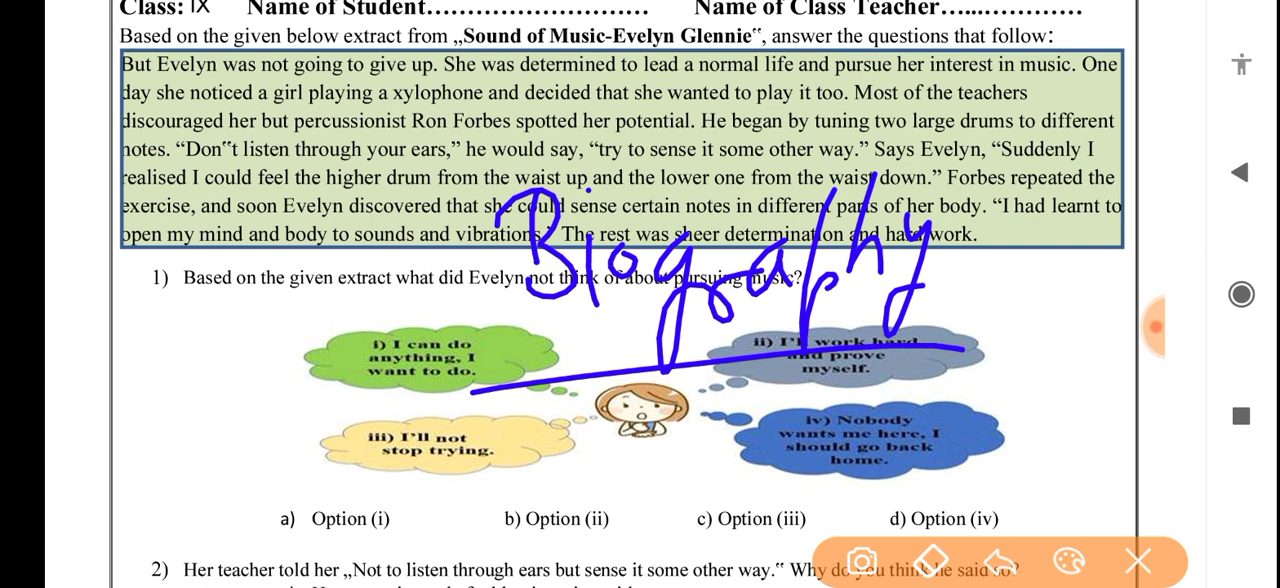 Class: IX Name of Student………………………… Name of Class Teacher…...…………
Based on the given below extract from „Sound of Music-Evelyn Glennie‟, answer the questions that follow:
But Evelyn was not going to give up. She was determined to lead a normal life and pursue her interest in music. One
day she noticed a girl playing a xylophone and decided that she wanted to play it too. Most of the teachers
discouraged her but percussionist Ron Forbes spotted her potential. He began by tuning two large drums to different
notes. “Don‟t listen through your ears,” he would say, “try to sense it some other way.” Says Evelyn, “Suddenly I
realised I could feel the higher drum from the waist up and the lower one from the waist down.” Forbes repeated the
exercise, and soon Evelyn discovered that she could sense certain notes in different parts of her body. “I had learnt to
open my mind and body to sounds and vibrations.” The rest was sheer determination and hard work.
Biography
1) Based on the given extract what did Evelyn not think of about pursuing music?
i) I can do
anything, I
want to do.
ii) I'll work hard
and prove
myself.
iii) I'll not
stop trying.
iv) Nobody
wants me here, I
should go back
home.
a) Option (i) b) Option (ii) c) Option (iii) d) Option (iv)
2) Her teacher told her „Not to listen through ears but sense it some other way.‟ Why do you think he said so?